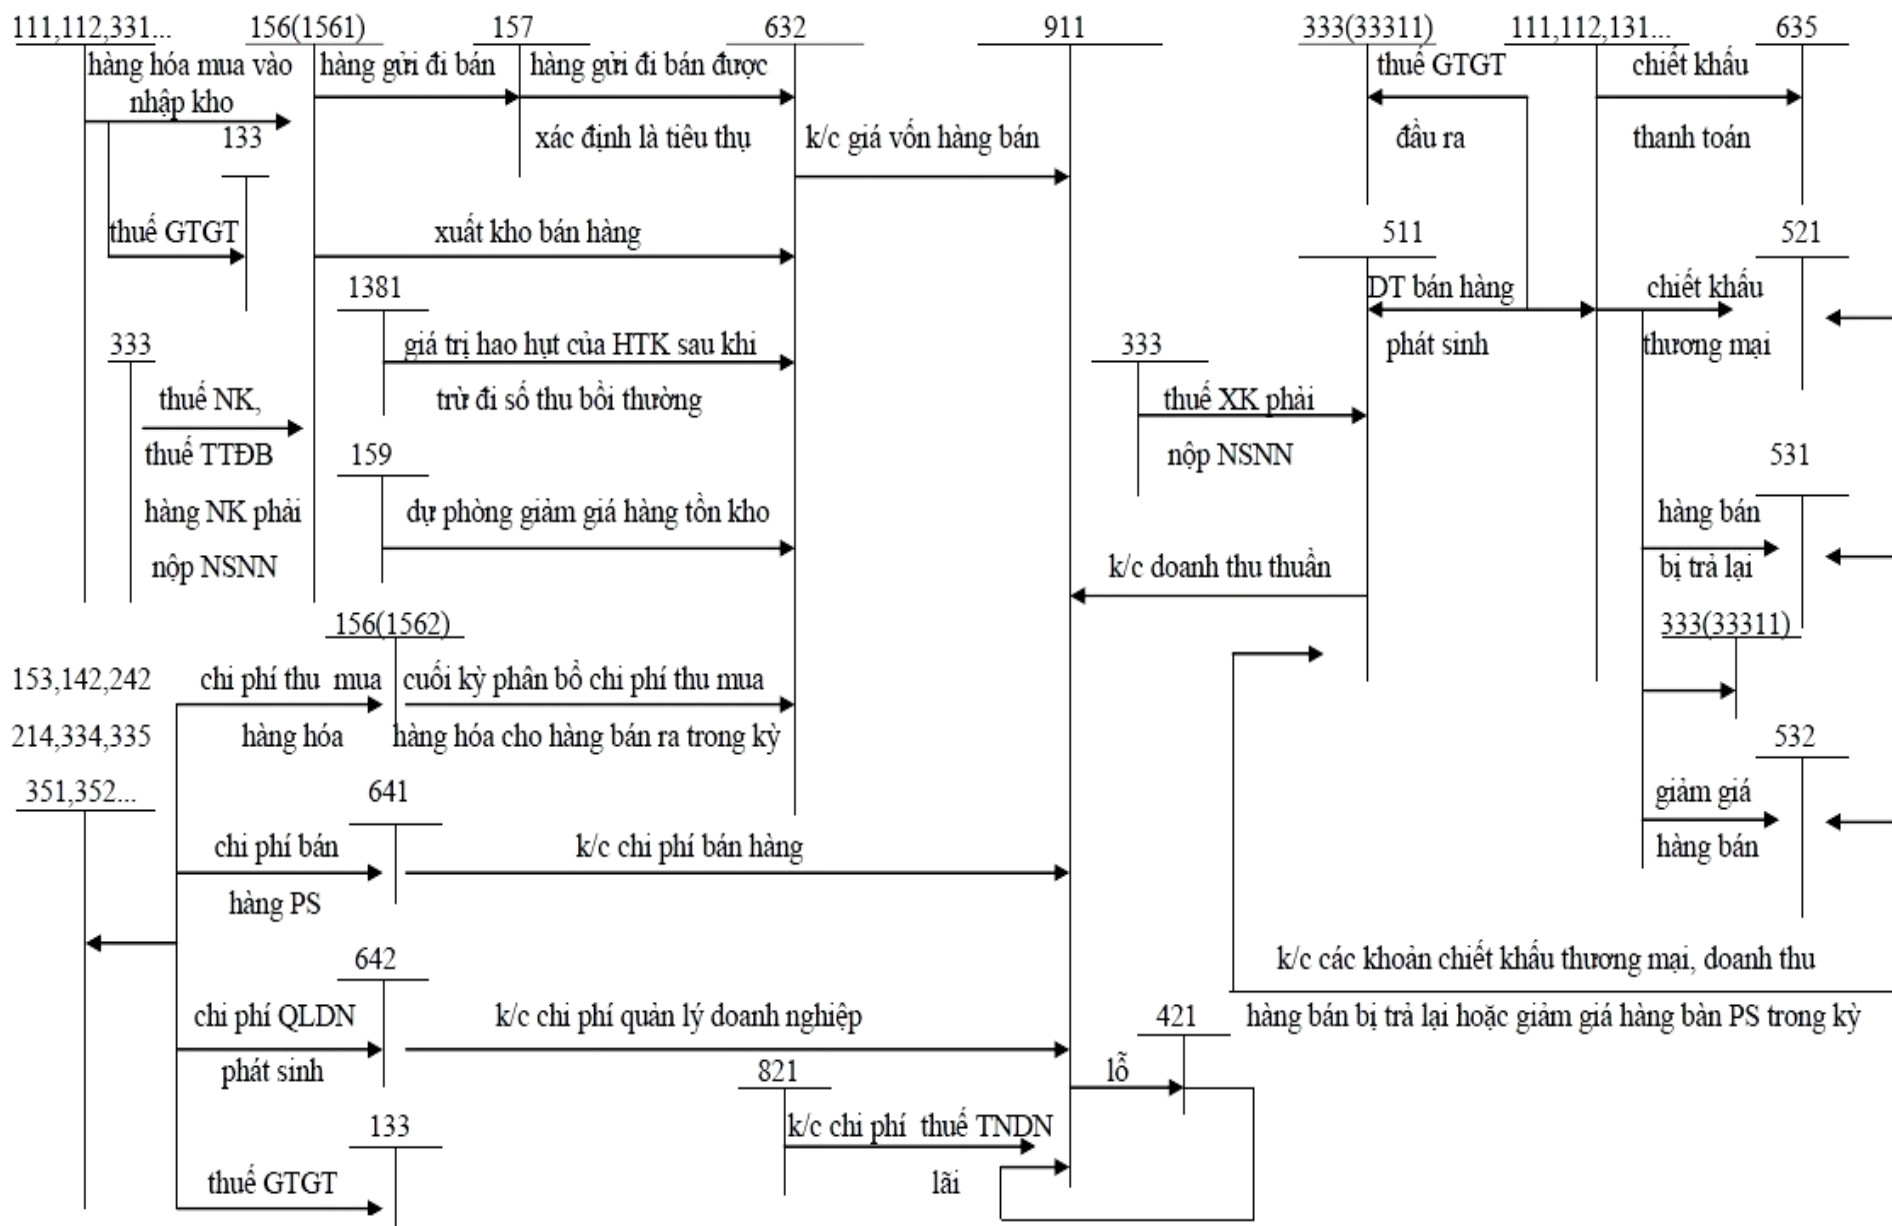 111,112,331... 156(1561) 157 632 911 333(33311) 111,112,131... 635
hàng hóa mua vào hàng gửi đi bán hàng gửi đi bán được thuế GTGT chiết khấu
nhập kho
133 xác định là tiêu thụ k/c giá vốn hàng bán đầu ra thanh toán
thuế GTGT xuất kho bán hàng 511 521
1381 DT bán hàng chiết khấu
333 giá trị hao hụt của HTK sau khi 333 phát sinh thương mại
thuế NK, trừ đi số thu bồi thường thuế XK phải
thuế TTĐB 159 nộp NSNN 531
hàng NK phải dự phòng giảm giá hàng tồn kho hàng bán
nộp NSNN k/c doanh thu thuần bị trả lại
156(1562) 333(33311)
153,142,242 chi phí thu mua cuối kỳ phân bổ chi phí thu mua
214,334,335 hàng hóa hàng hóa cho hàng bán ra trong kỳ 532
351,352... 641 giảm giá
chi phí bán k/c chi phí bán hàng hàng bán
hàng PS
642 k/c các khoản chiết khấu thương mại, doanh thu
chi phí QLDN k/c chi phí quản lý doanh nghiệp 421 hàng bán bị trả lại hoặc giảm giá hàng bàn PS trong kỳ
phát sinh 821 lỗ
133 k/c chi phí thuế TNDN
thuế GTGT lãi